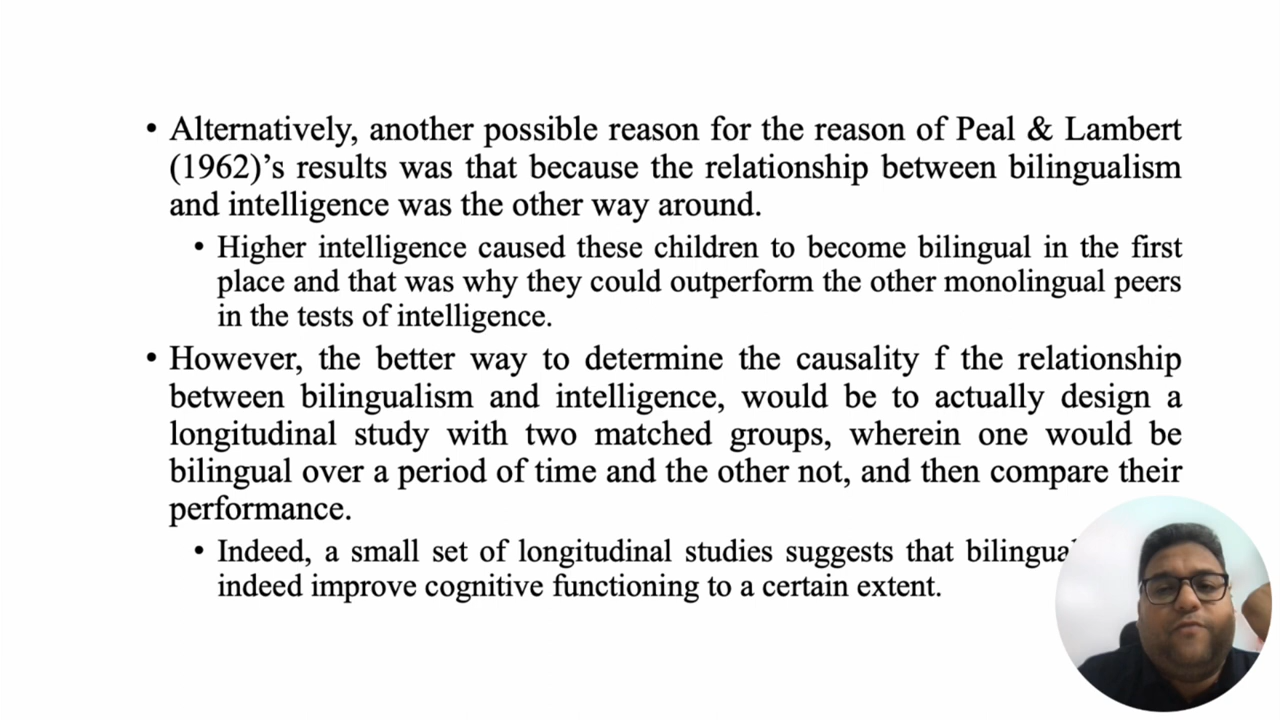 • Alternatively, another possible reason for the reason of Peal & Lambert
(1962)’s results was that because the relationship between bilingualism
and intelligence was the other way around.
• Higher intelligence caused these children to become bilingual in the first
place and that was why they could outperform the other monolingual peers
in the tests of intelligence.
• However, the better way to determine the causality f the relationship
between bilingualism and intelligence, would be to actually design a
longitudinal study with two matched groups, wherein one would be
bilingual over a period of time and the other not, and then compare their
performance.
• Indeed, a small set of longitudinal studies suggests that
indeed improve cognitive functioning to a certain extent.